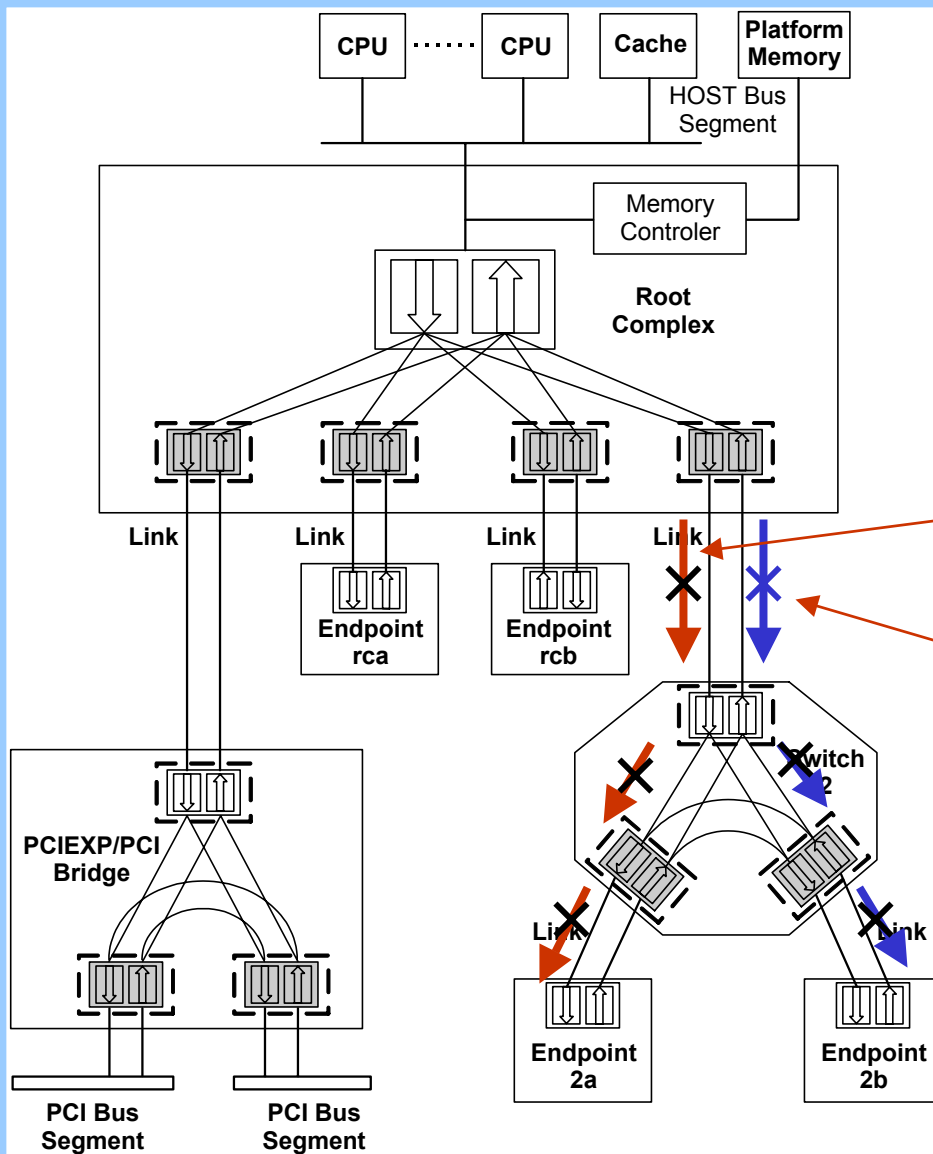 CPU
CPU
Cache
Platform
Memory
HOST Bus
Segment
Memory
Controler
Root
Complex
Link
Link
Link
Link
Endpoint
rca
Endpoint
rcb
Switch
2
PCIEXP/PCI
Bridge
Link
Link
Endpoint
2a
Endpoint
2b
PCI Bus
Segment
PCI Bus
Segment